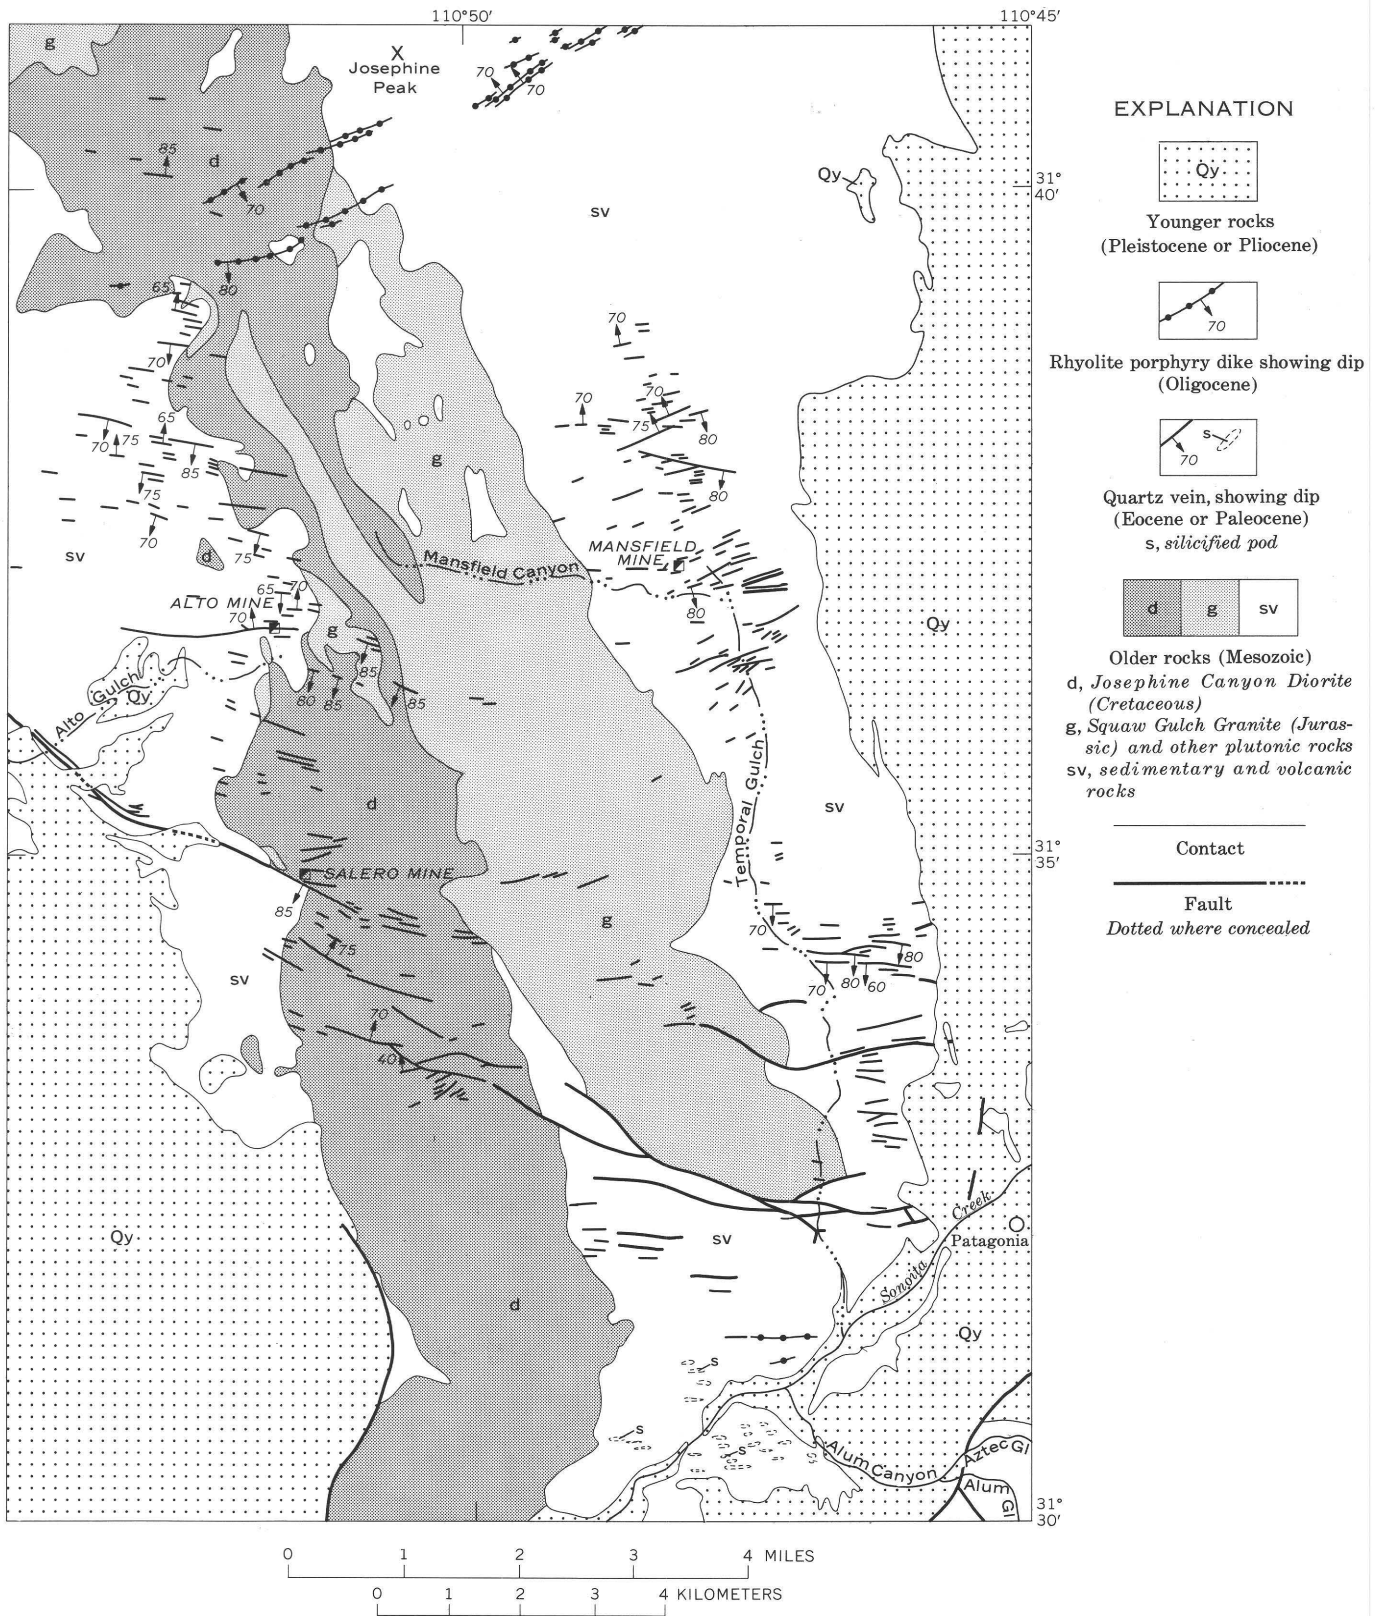 110°50'
110°45'
g
X
Josephine
Peak
70
70
85
d
70
Qy
31°
40'
sv
80
65
70
70
70
70
65
70
75
85
75
80
g
80
75
70
sv
d
75
MANSFIELD
MINE
Mansfield Canyon
65
70
ALTO MINE
70
80
g
Qy
85
80
85
85
Alto Gulch
Qy
Temporal Gulch
d
sv
31°
35'
SALERO MINE
85
g
70
75
80
sv
70
80
60
70
40
Creek
Patagonia
Qy
sv
Sonoita
d
Qy
s
s
s
Alum Canyon
Aztec Gl
Alum
Gl
31°
30'
0 1 2 3 4 MILES
0 1 2 3 4 KILOMETERS
EXPLANATION
Qy
Younger rocks
(Pleistocene or Pliocene)
70
Rhyolite porphyry dike showing dip
(Oligocene)
s
70
Quartz vein, showing dip
(Eocene or Paleocene)
s, silicified pod
d g sv
Older rocks (Mesozoic)
d, Josephine Canyon Diorite
(Cretaceous)
g, Squaw Gulch Granite (Juras-
sic) and other plutonic rocks
sv, sedimentary and volcanic
rocks
Contact
Fault
Dotted where concealed